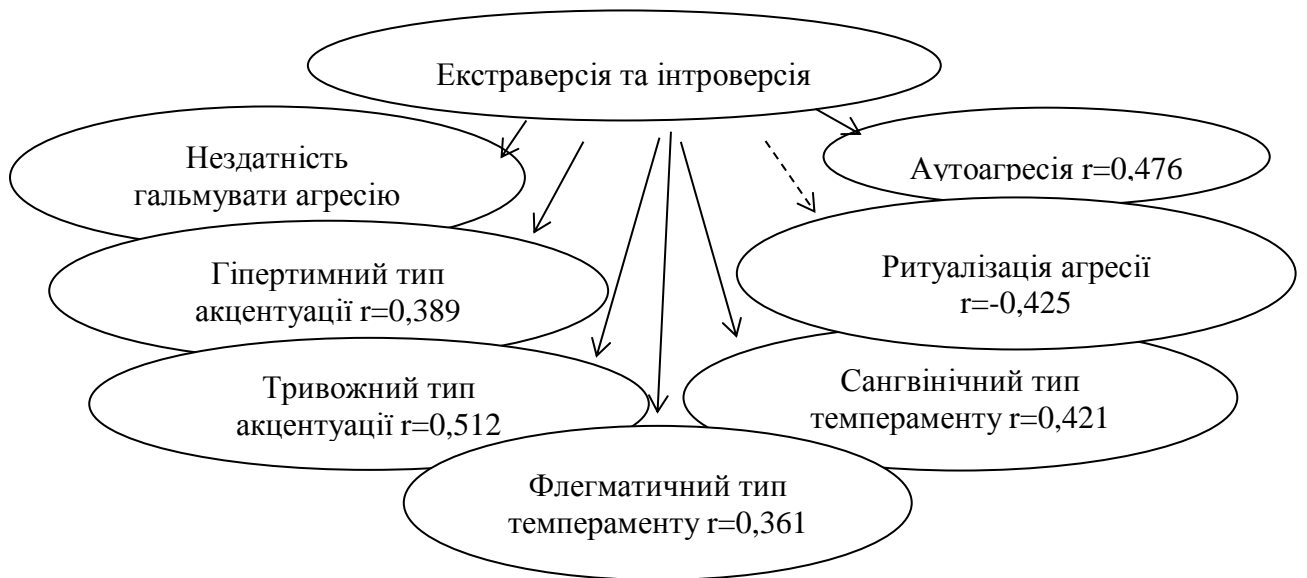 Екстраверсія та інтроверсія
Нездатність
гальмувати агресію
Аутоагресія r=0,476
Гіпертимний тип
акцентуації r=0,389
Ритуалізація агресії
r=-0,425
Тривожний тип
акцентуації r=0,512
Сангвінічний тип
темпераменту r=0,421
Флегматичний тип
темпераменту r=0,361